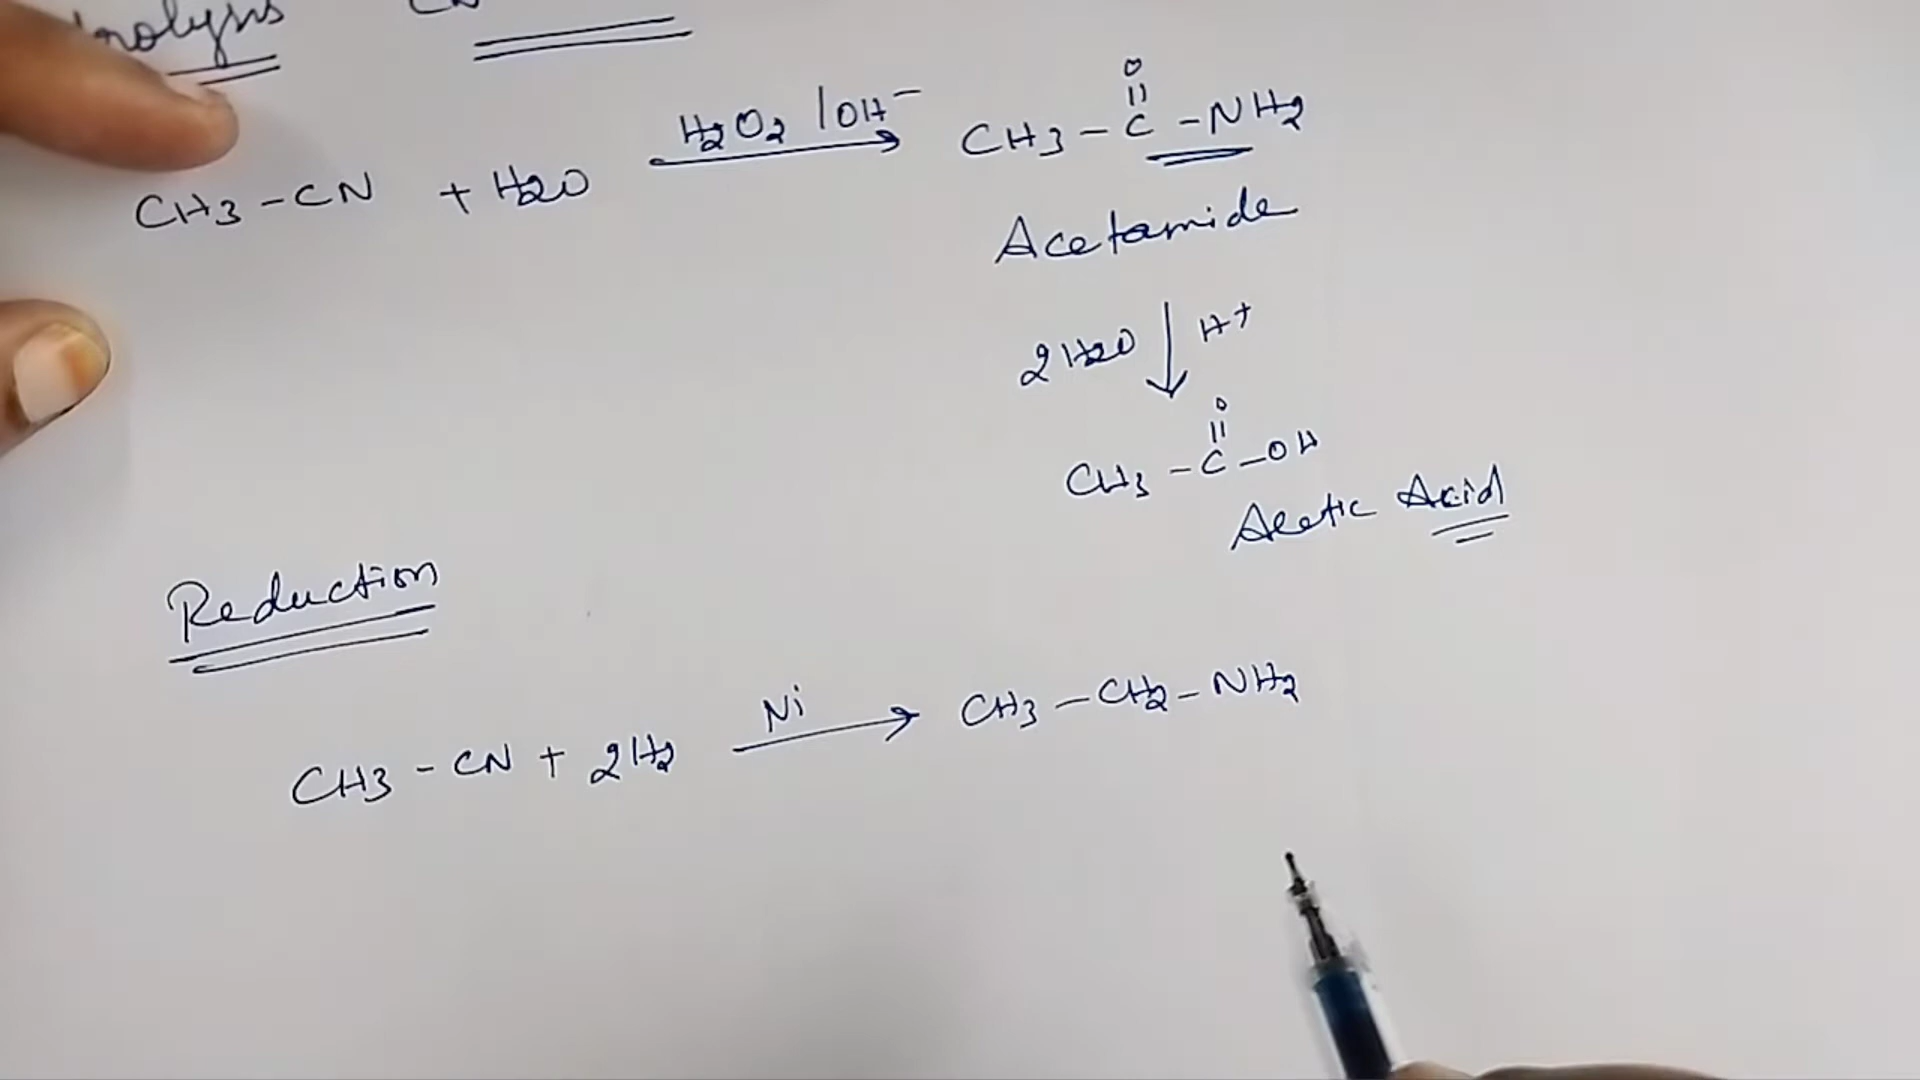 CH3-CN + H2O H2O2 /OH⁻ CH3-C-NH2
O
Acetamide
2H2O H⁺
O
CH3-C-OH
Acetic Acid
Reduction
CH3-CN + 2H2 Ni CH3-CH2-NH2